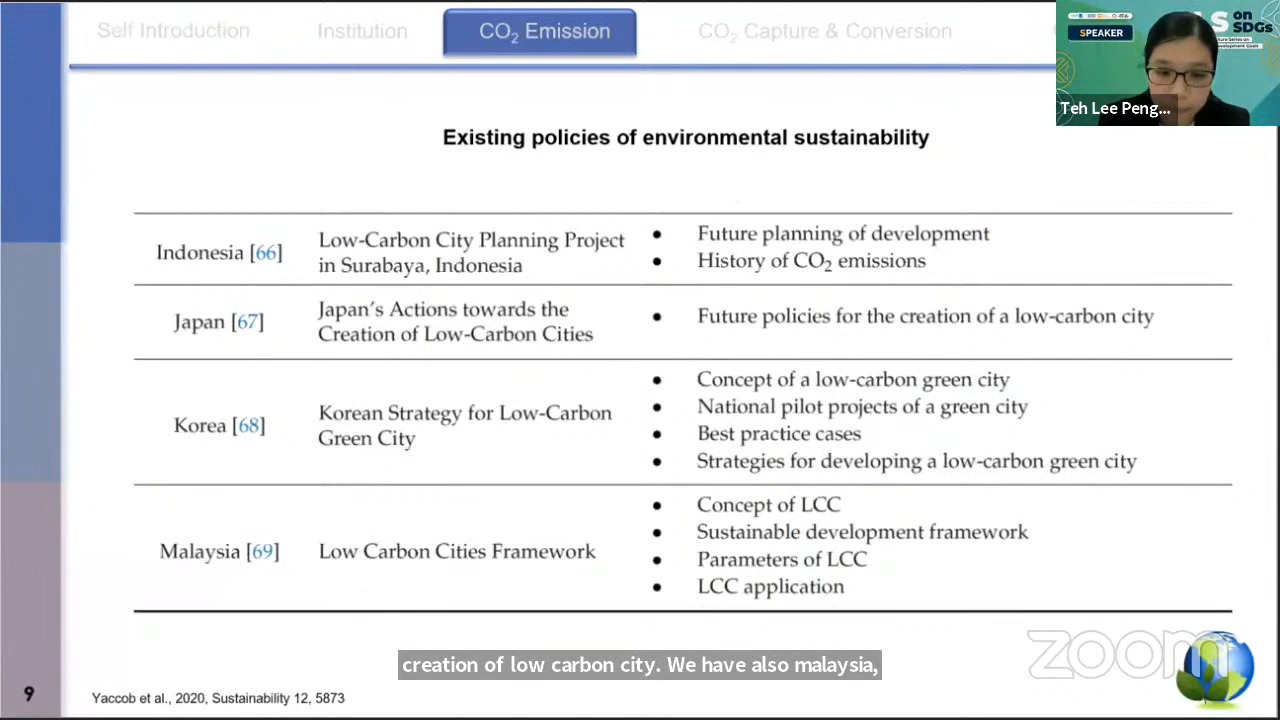 Self Introduction
Institution
CO₂ Emission
CO₂ Capture & Conversion
on
SDGs
SPEAKER
Teh Lee Peng...
Existing policies of environmental sustainability
Indonesia [66]
Low-Carbon City Planning Project
in Surabaya, Indonesia
• Future planning of development
• History of CO₂ emissions
Japan [67]
Japan's Actions towards the
Creation of Low-Carbon Cities
• Future policies for the creation of a low-carbon city
Korea [68]
Korean Strategy for Low-Carbon
Green City
• Concept of a low-carbon green city
• National pilot projects of a green city
• Best practice cases
• Strategies for developing a low-carbon green city
Malaysia [69]
Low Carbon Cities Framework
• Concept of LCC
• Sustainable development framework
• Parameters of LCC
• LCC application
creation of low carbon city. We have also malaysia,
zoom
9
Yaccob et al., 2020, Sustainability 12, 5873